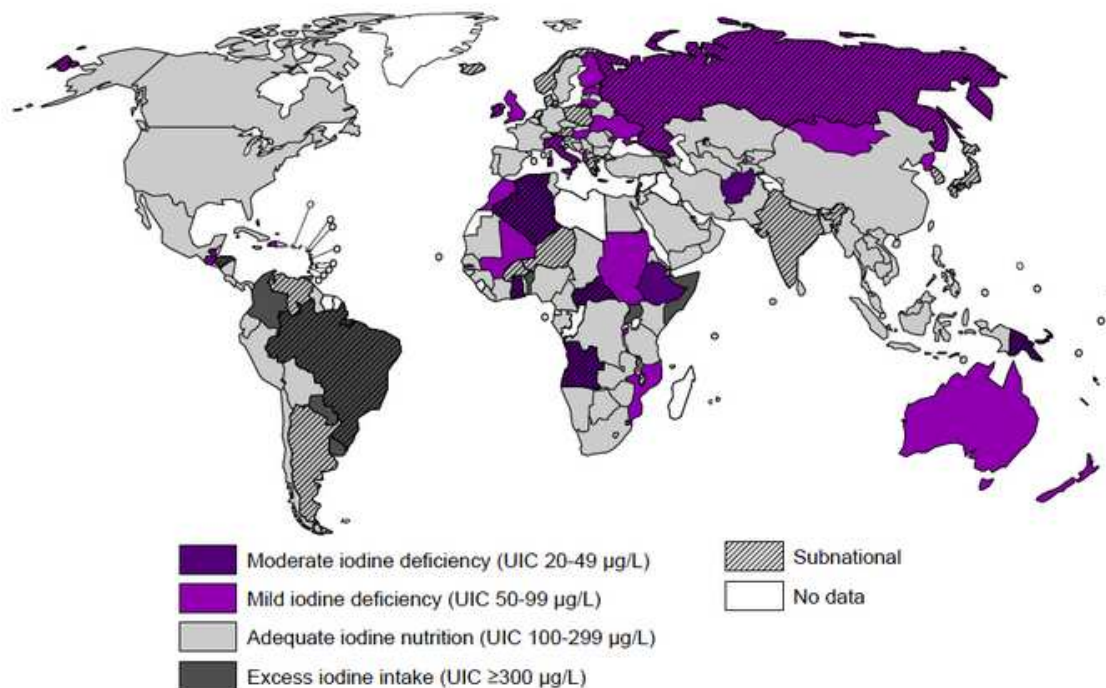 Moderate iodine deficiency (UIC 20-49 µg/L)
Mild iodine deficiency (UIC 50-99 µg/L)
Adequate iodine nutrition (UIC 100-299 µg/L)
Excess iodine intake (UIC ≥300 µg/L)
Subnational
No data